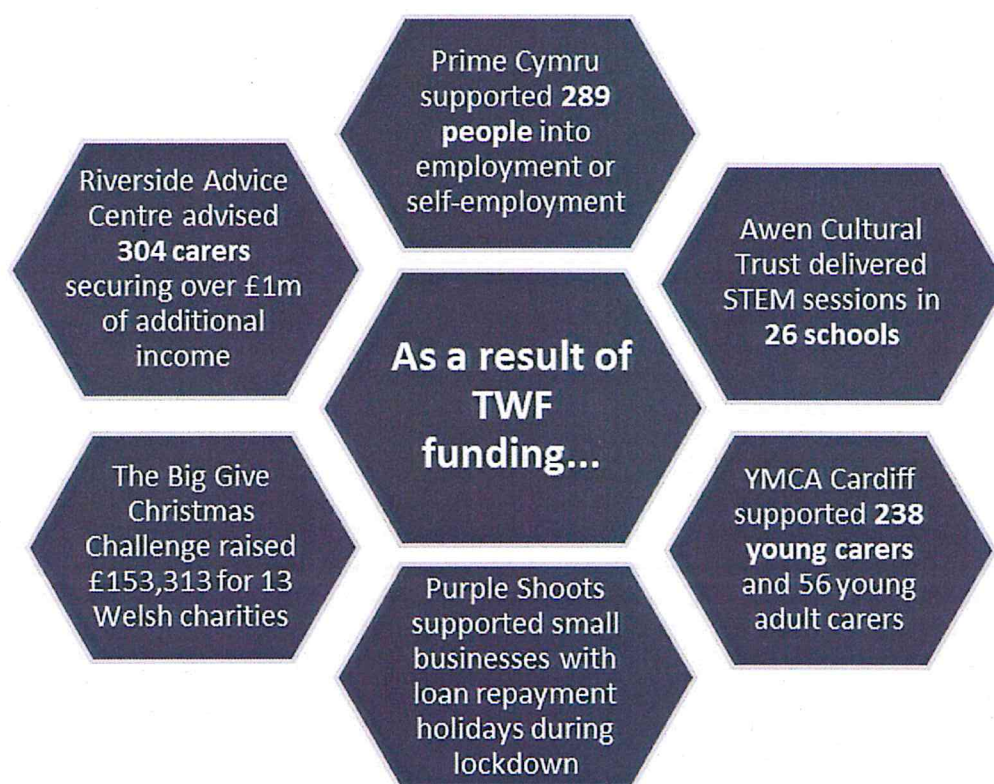 Prime Cymru
supported 289
people into
employment or
self-employment
Riverside Advice
Centre advised
304 carers
securing over £1m
of additional
income
Awen Cultural
Trust delivered
STEM sessions in
26 schools
As a result of
TWF
funding...
The Big Give
Christmas
Challenge raised
£153,313 for 13
Welsh charities
YMCA Cardiff
supported 238
young carers
and 56 young
adult carers
Purple Shoots
supported small
businesses with
loan repayment
holidays during
lockdown